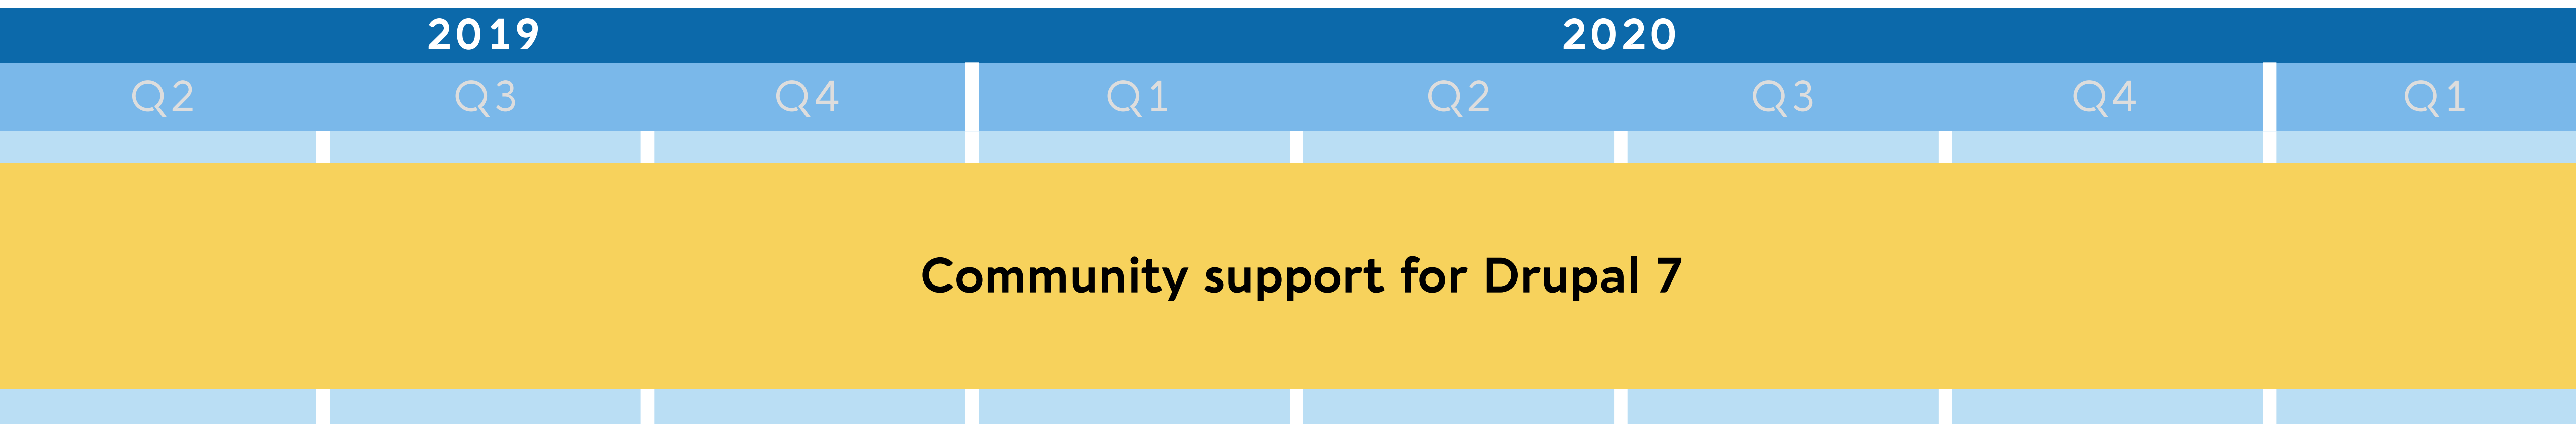 2019 2020
Q2 Q3 Q4 Q1 Q2 Q3 Q4 Q1
Community support for Drupal 7